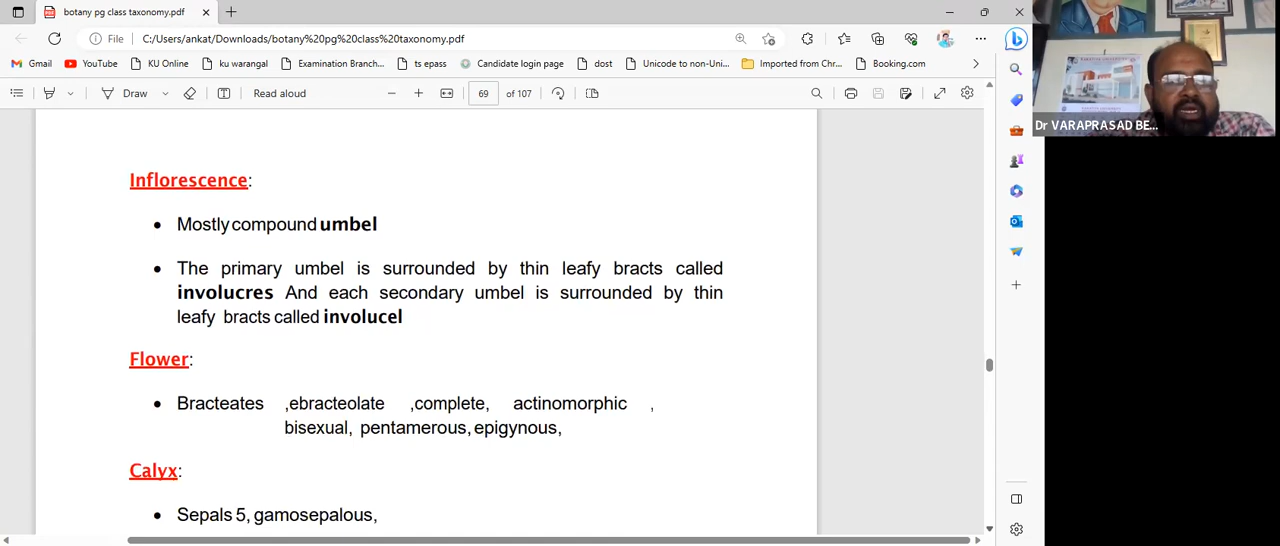 botany pg class taxonomy.pdf
File C:/Users/ankat/Downloads/botany%20pg%20class%20taxonomy.pdf
Gmail YouTube KU Online ku warangal Examination Branch... ts epass Candidate login page dost Unicode to non-Uni... Imported from Chr... Booking.com
Draw Read aloud 69 of 107
Dr VARAPRASAD BE...
Inflorescence:
• Mostly compound umbel
• The primary umbel is surrounded by thin leafy bracts called
involucres And each secondary umbel is surrounded by thin
leafy bracts called involucel
Flower:
• Bracteates ,ebracteolate ,complete, actinomorphic ,
bisexual, pentamerous, epigynous,
Calyx:
• Sepals 5, gamosepalous,